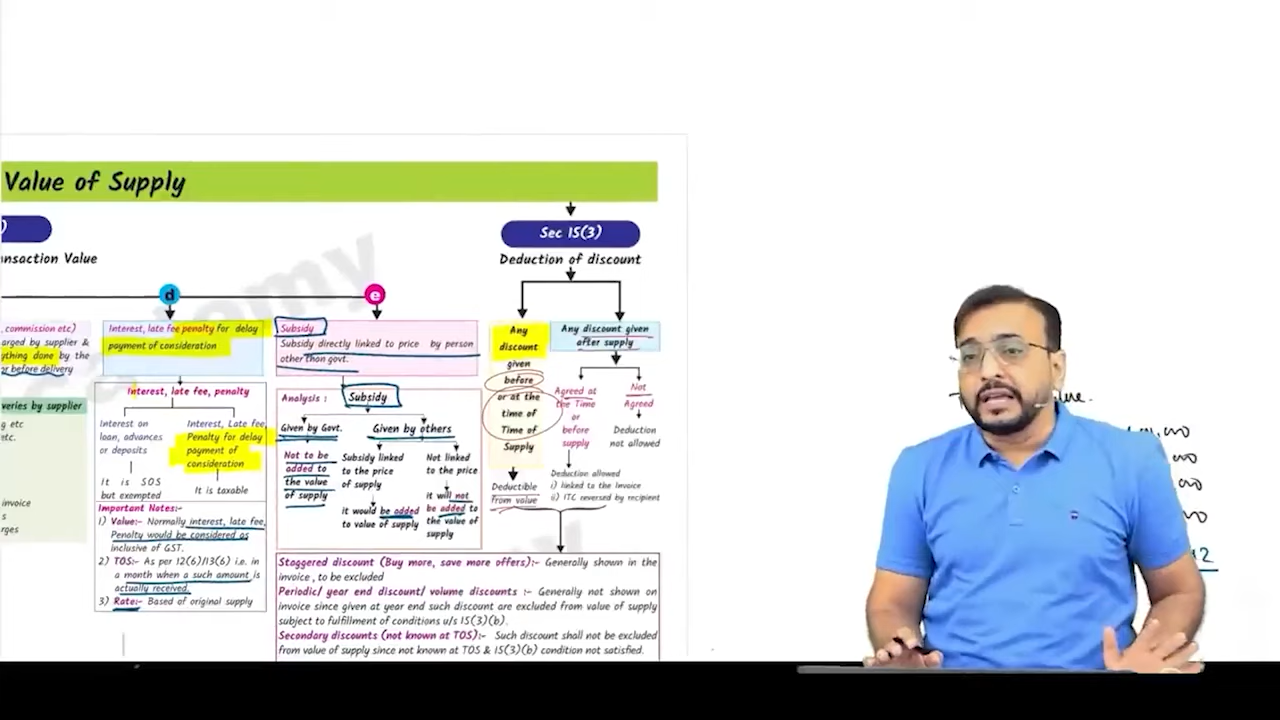 Value of Supply
)
Sec 15(3)
nsaction Value
Deduction of discount
d
e
, commission etc)
arged by supplier &
ything done by the
or before delivery
veries by supplier
g etc
etc.
invoice
s
rges
Interest, late fee penalty for delay
payment of consideration
Interest, late fee, penalty
Interest on
loan, advances
or deposits
It is SOS
but exempted
Interest, Late fee,
Penalty for delay
payment of
consideration
It is taxable
Important Notes:-
1) Value:- Normally interest, late fee,
Penalty would be considered as
inclusive of GST.
2) TOS:- As per 12(6)/13(6) i.e. in
a month when a such amount is
actually received.
3) Rate:- Based of original supply
Subsidy
Subsidy directly linked to price by person
other than govt.
Analysis :
Subsidy
Given by Govt.
Given by others
Not to be
added to
the value
of supply
Subsidy linked
to the price
of supply
it would be added
to value of supply
Not linked
to the price
it will not
be added to
the value of
supply
Any
discount
given
before
or at the
time of
Time of
Supply
Deductible
from value
Any discount given
after supply
Agreed at
the Time
or
before
supply
Not
Agreed
Deduction
not allowed
Deduction allowed
i) linked to the Invoice
ii) ITC reversed by recipient
Staggered discount (Buy more, save more offers):- Generally shown in the
invoice , to be excluded
Periodic/ year end discount/ volume discounts :- Generally not shown on
invoice since given at year end such discount are excluded from value of supply
subject to fulfillment of conditions u/s 15(3)(b).
Secondary discounts (not known at TOS):- Such discount shall not be excluded
from value of supply since not known at TOS & 15(3)(b) condition not satisfied.